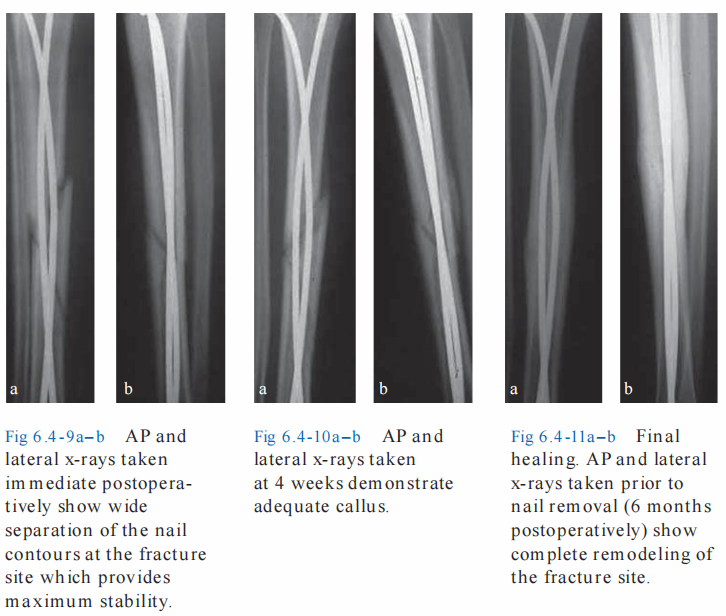 a
b
a
b
a
b
Fig 6.4-9a–b AP and
lateral x-rays taken
immediate postopera-
tively show wide
separation of the nail
contours at the fracture
site which provides
maximum stability.
Fig 6.4-10a–b AP and
lateral x-rays taken
at 4 weeks demonstrate
adequate callus.
Fig 6.4-11a–b Final
healing. AP and lateral
x-rays taken prior to
nail removal (6 months
postoperatively) show
complete remodeling of
the fracture site.